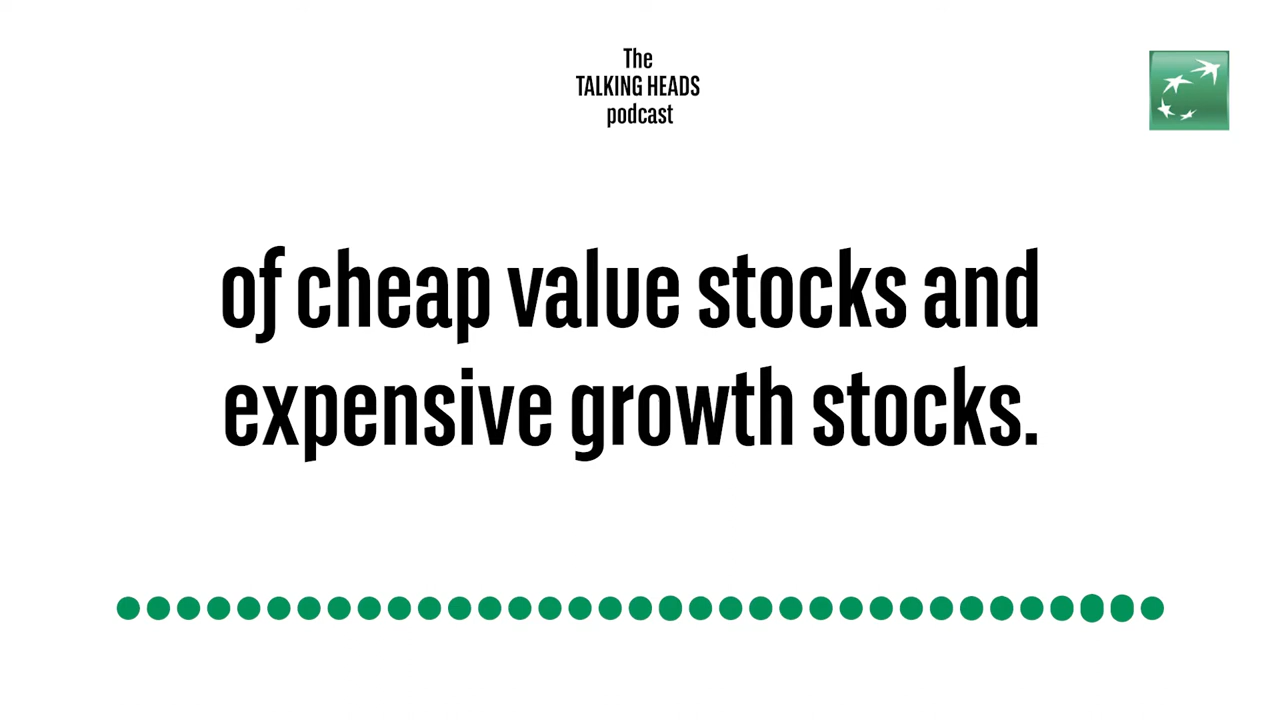 The
TALKING HEADS
podcast
of cheap value stocks and
expensive growth stocks.